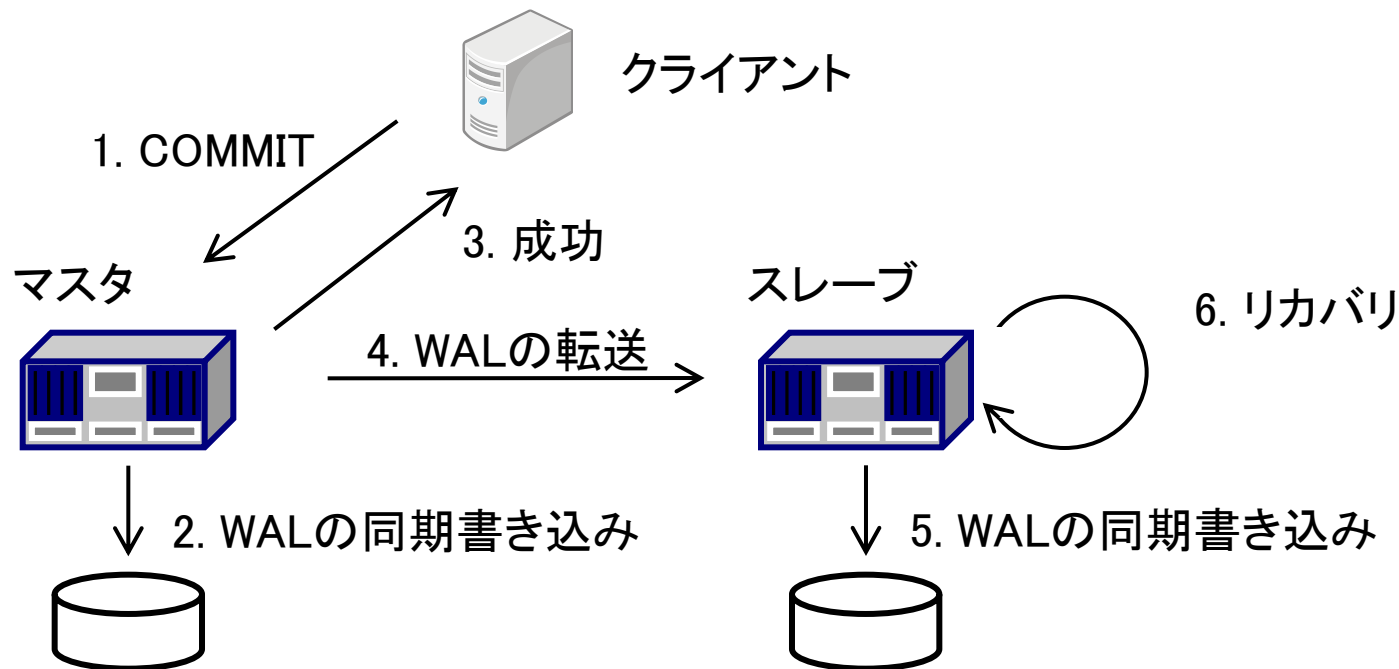 クライアント
1. COMMIT
3. 成功
マスタ
スレーブ
6. リカバリ
4. WALの転送
2. WALの同期書き込み
5. WALの同期書き込み